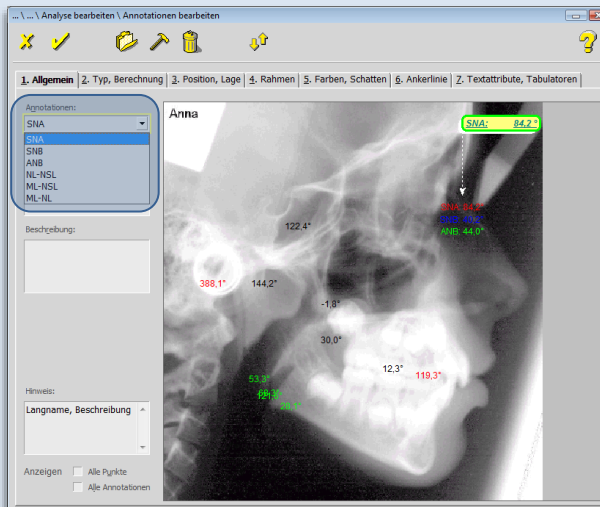 ... \ ... \ Analyse bearbeiten \ Annotationen bearbeiten
1. Allgemein
2. Typ, Berechnung
3. Position, Lage
4. Rahmen
5. Farben, Schatten
6. Ankerlinie
7. Textattribute, Tabulatoren
Annotationen:
SNA
SNA
SNB
ANB
NL-NSL
ML-NSL
ML-NL
Beschreibung:
Hinweis:
Langname, Beschreibung
Anzeigen
Alle Punkte
Alle Annotationen
Anna
SNA: 84,2 °
ANB: 44,0°
122,4°
388,1°
144,2°
-1,8°
30,0°
12,3°
119,3°
53,3°